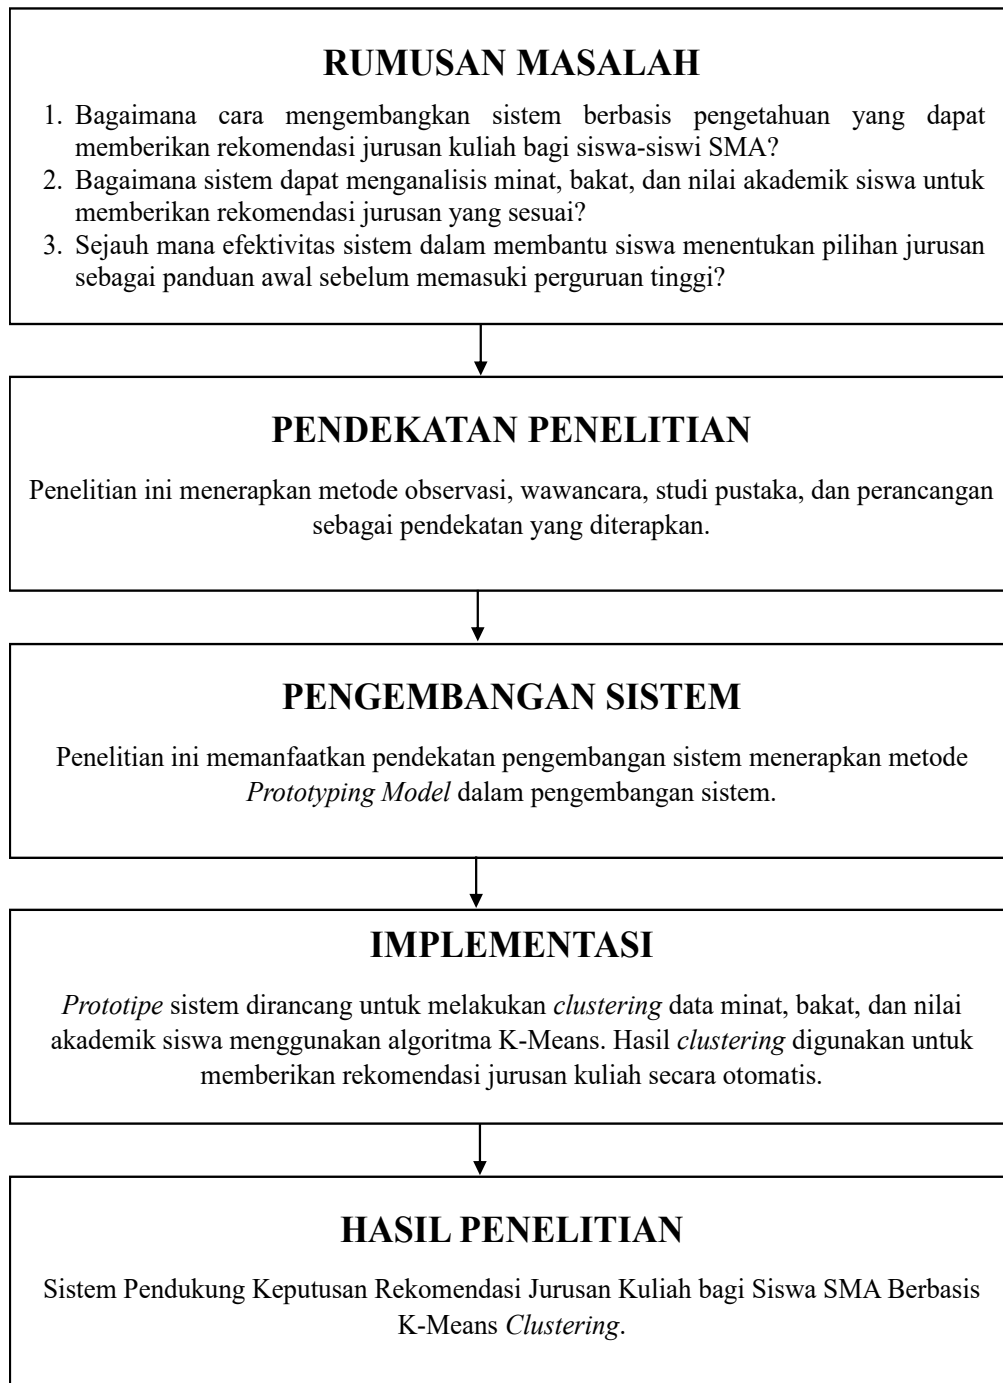 RUMUSAN MASALAH
1. Bagaimana cara mengembangkan sistem berbasis pengetahuan yang dapat
memberikan rekomendasi jurusan kuliah bagi siswa-siswi SMA?
2. Bagaimana sistem dapat menganalisis minat, bakat, dan nilai akademik siswa untuk
memberikan rekomendasi jurusan yang sesuai?
3. Sejauh mana efektivitas sistem dalam membantu siswa menentukan pilihan jurusan
sebagai panduan awal sebelum memasuki perguruan tinggi?
PENDEKATAN PENELITIAN
Penelitian ini menerapkan metode observasi, wawancara, studi pustaka, dan perancangan
sebagai pendekatan yang diterapkan.
PENGEMBANGAN SISTEM
Penelitian ini memanfaatkan pendekatan pengembangan sistem menerapkan metode
Prototyping Model dalam pengembangan sistem.
IMPLEMENTASI
Prototipe sistem dirancang untuk melakukan clustering data minat, bakat, dan nilai
akademik siswa menggunakan algoritma K-Means. Hasil clustering digunakan untuk
memberikan rekomendasi jurusan kuliah secara otomatis.
HASIL PENELITIAN
Sistem Pendukung Keputusan Rekomendasi Jurusan Kuliah bagi Siswa SMA Berbasis
K-Means Clustering.